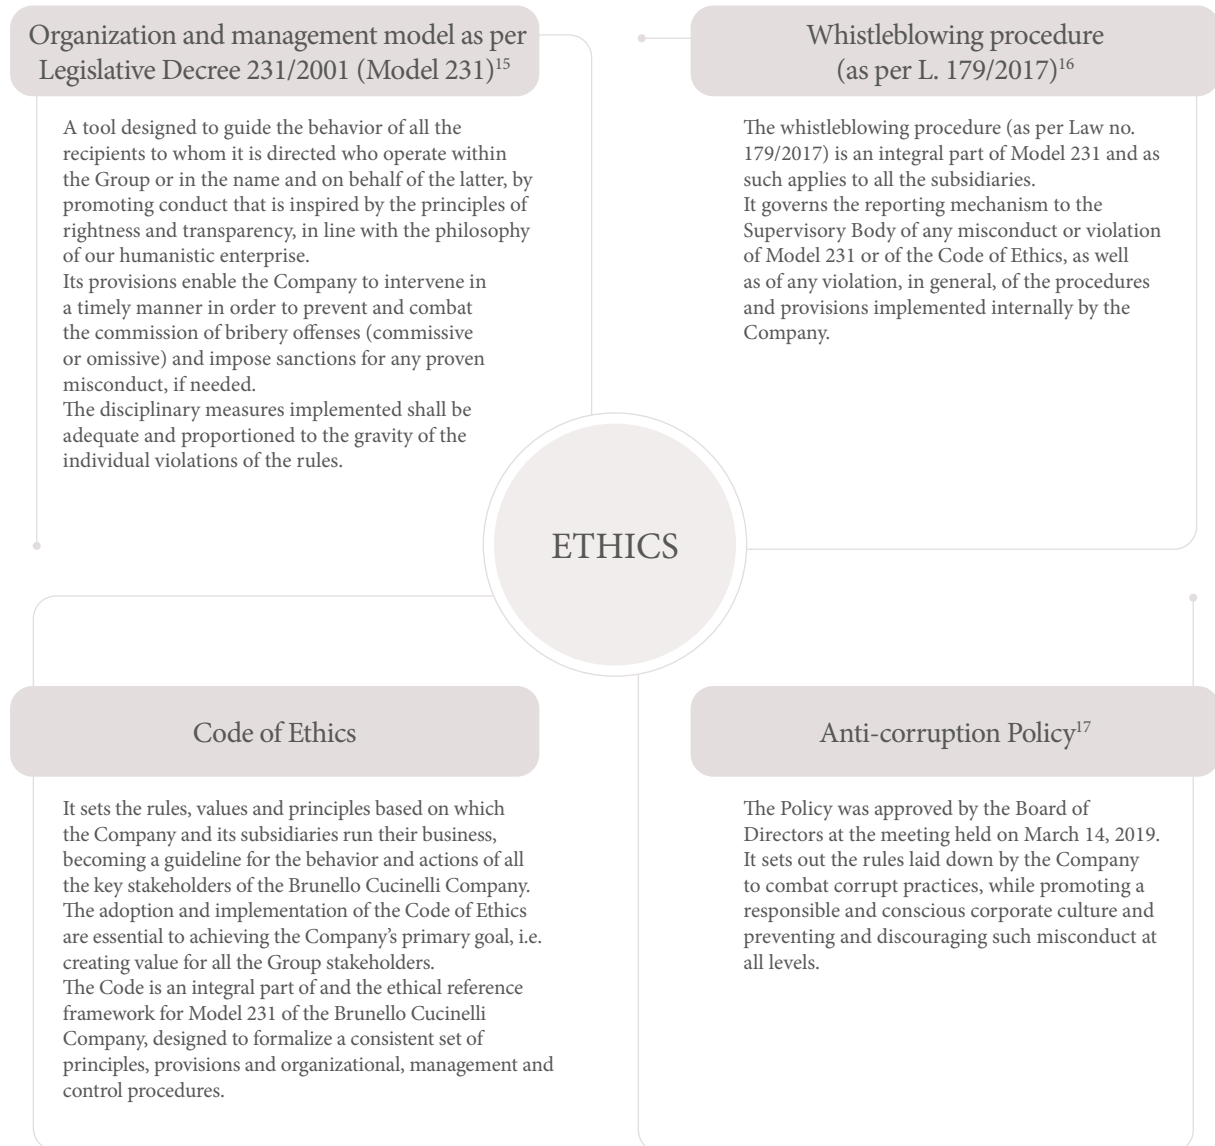 Organization and management model as per
Legislative Decree 231/2001 (Model 231)15
A tool designed to guide the behavior of all the
recipients to whom it is directed who operate within
the Group or in the name and on behalf of the latter, by
promoting conduct that is inspired by the principles of
rightness and transparency, in line with the philosophy
of our humanistic enterprise.
Its provisions enable the Company to intervene in
a timely manner in order to prevent and combat
the commission of bribery offenses (commissive
or omissive) and impose sanctions for any proven
misconduct, if needed.
The disciplinary measures implemented shall be
adequate and proportioned to the gravity of the
individual violations of the rules.
Whistleblowing procedure
(as per L. 179/2017)16
The whistleblowing procedure (as per Law no.
179/2017) is an integral part of Model 231 and as
such applies to all the subsidiaries.
It governs the reporting mechanism to the
Supervisory Body of any misconduct or violation
of Model 231 or of the Code of Ethics, as well
as of any violation, in general, of the procedures
and provisions implemented internally by the
Company.
ETHICS
Code of Ethics
It sets the rules, values and principles based on which
the Company and its subsidiaries run their business,
becoming a guideline for the behavior and actions of all
the key stakeholders of the Brunello Cucinelli Company.
The adoption and implementation of the Code of Ethics
are essential to achieving the Company's primary goal, i.e.
creating value for all the Group stakeholders.
The Code is an integral part of and the ethical reference
framework for Model 231 of the Brunello Cucinelli
Company, designed to formalize a consistent set of
principles, provisions and organizational, management and
control procedures.
Anti-corruption Policy17
The Policy was approved by the Board of
Directors at the meeting held on March 14, 2019.
It sets out the rules laid down by the Company
to combat corrupt practices, while promoting a
responsible and conscious corporate culture and
preventing and discouraging such misconduct at
all levels.